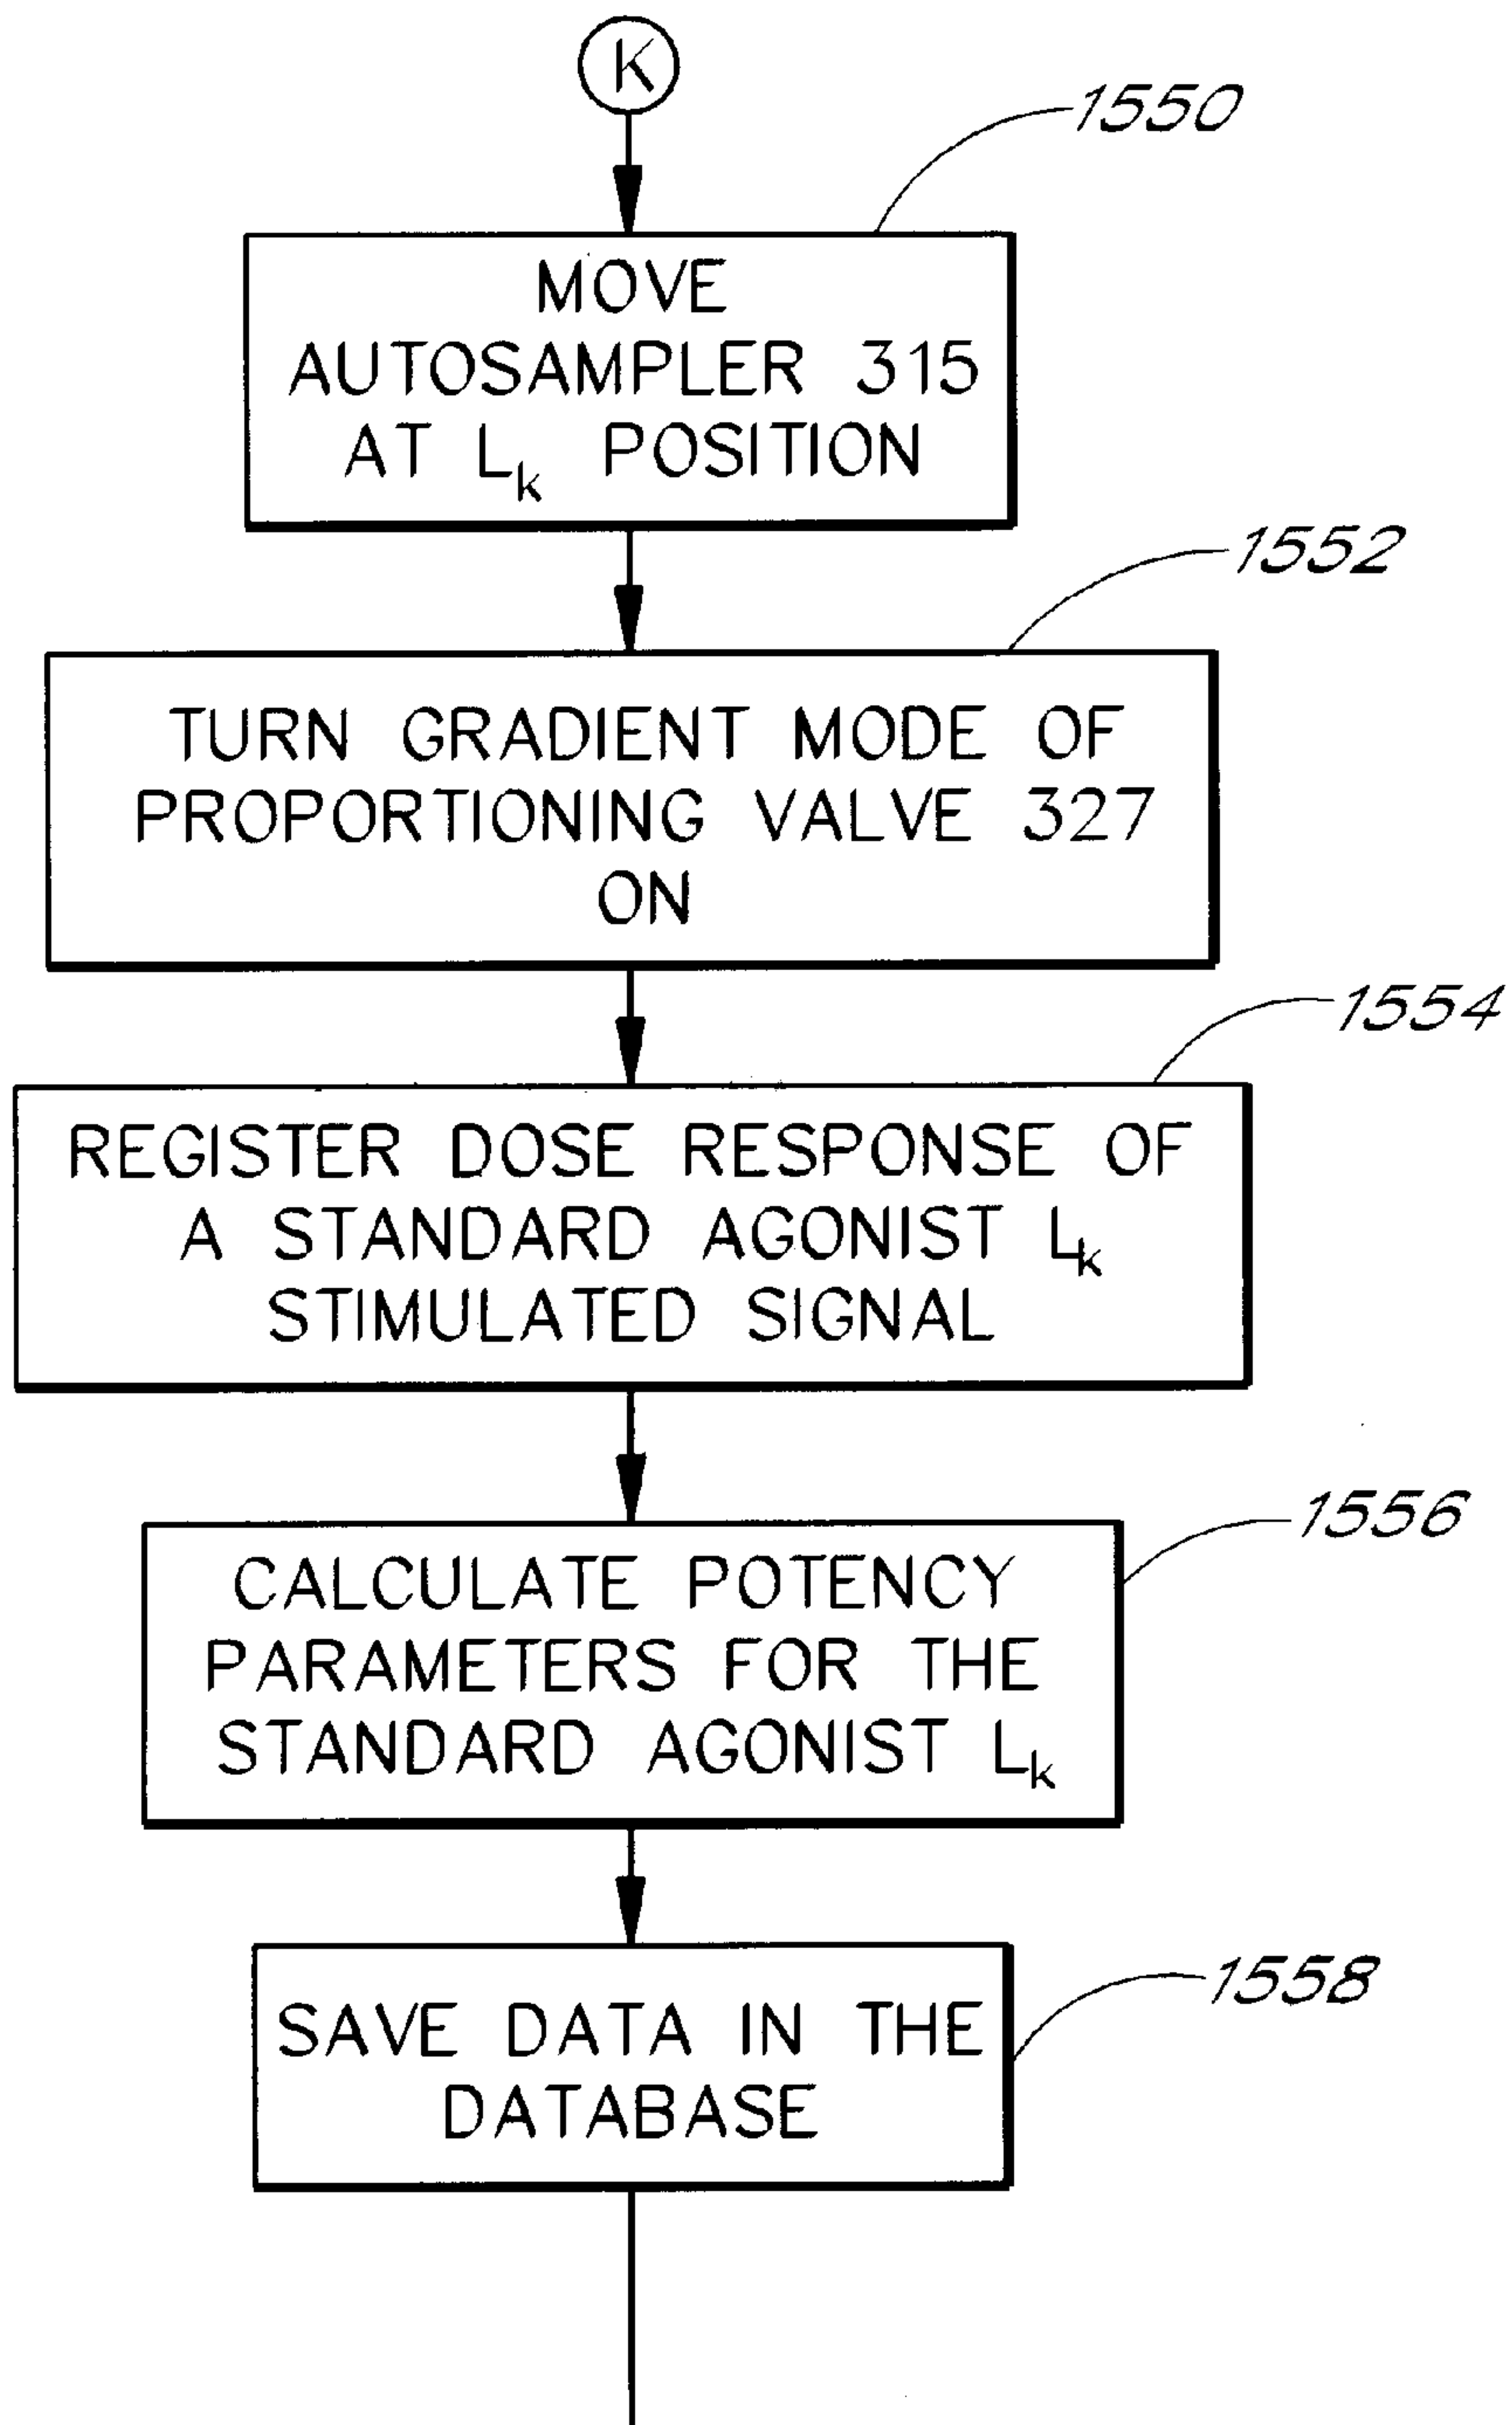 K
1550
MOVE
AUTOSAMPLER 315
AT Lk POSITION
1552
TURN GRADIENT MODE OF
PROPORTIONING VALVE 327
ON
1554
REGISTER DOSE RESPONSE OF
A STANDARD AGONIST Lk
STIMULATED SIGNAL
1556
CALCULATE POTENCY
PARAMETERS FOR THE
STANDARD AGONIST Lk
1558
SAVE DATA IN THE
DATABASE